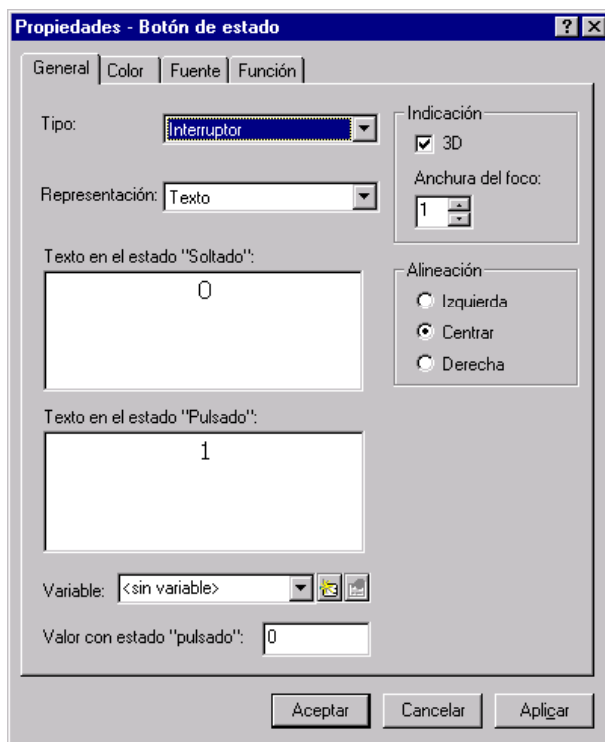 Propiedades - Botón de estado
General Color Fuente Función
Tipo: Interruptor
Representación: Texto
Texto en el estado "Soltado":
0
Texto en el estado "Pulsado":
1
Variable: <sin variable>
Valor con estado "pulsado": 0
Indicación
3D
Anchura del foco:
1
Alineación
Izquierda
Centrar
Derecha
Aceptar Cancelar Aplicar